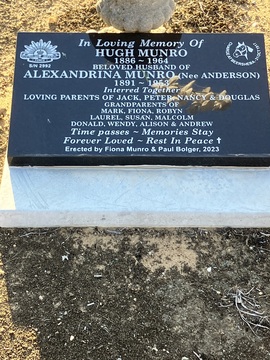 In Loving Memory Of
HUGH MUNRO
1886 ~ 1964
BELOVED HUSBAND OF
ALEXANDRINA MUNRO (Nee ANDERSON)
1891 ~ 1953
Interred Together
LOVING PARENTS OF JACK, PETER, NANCY & DOUGLAS
GRANDPARENTS OF
MARK, FIONA, ROBYN
LAUREL, SUSAN, MALCOLM
DONALD, WENDY, ALISON & ANDREW
Time passes ~ Memories Stay
Forever Loved ~ Rest In Peace ✝
Erected by Fiona Munro & Paul Bolger, 2023
S/N 2992